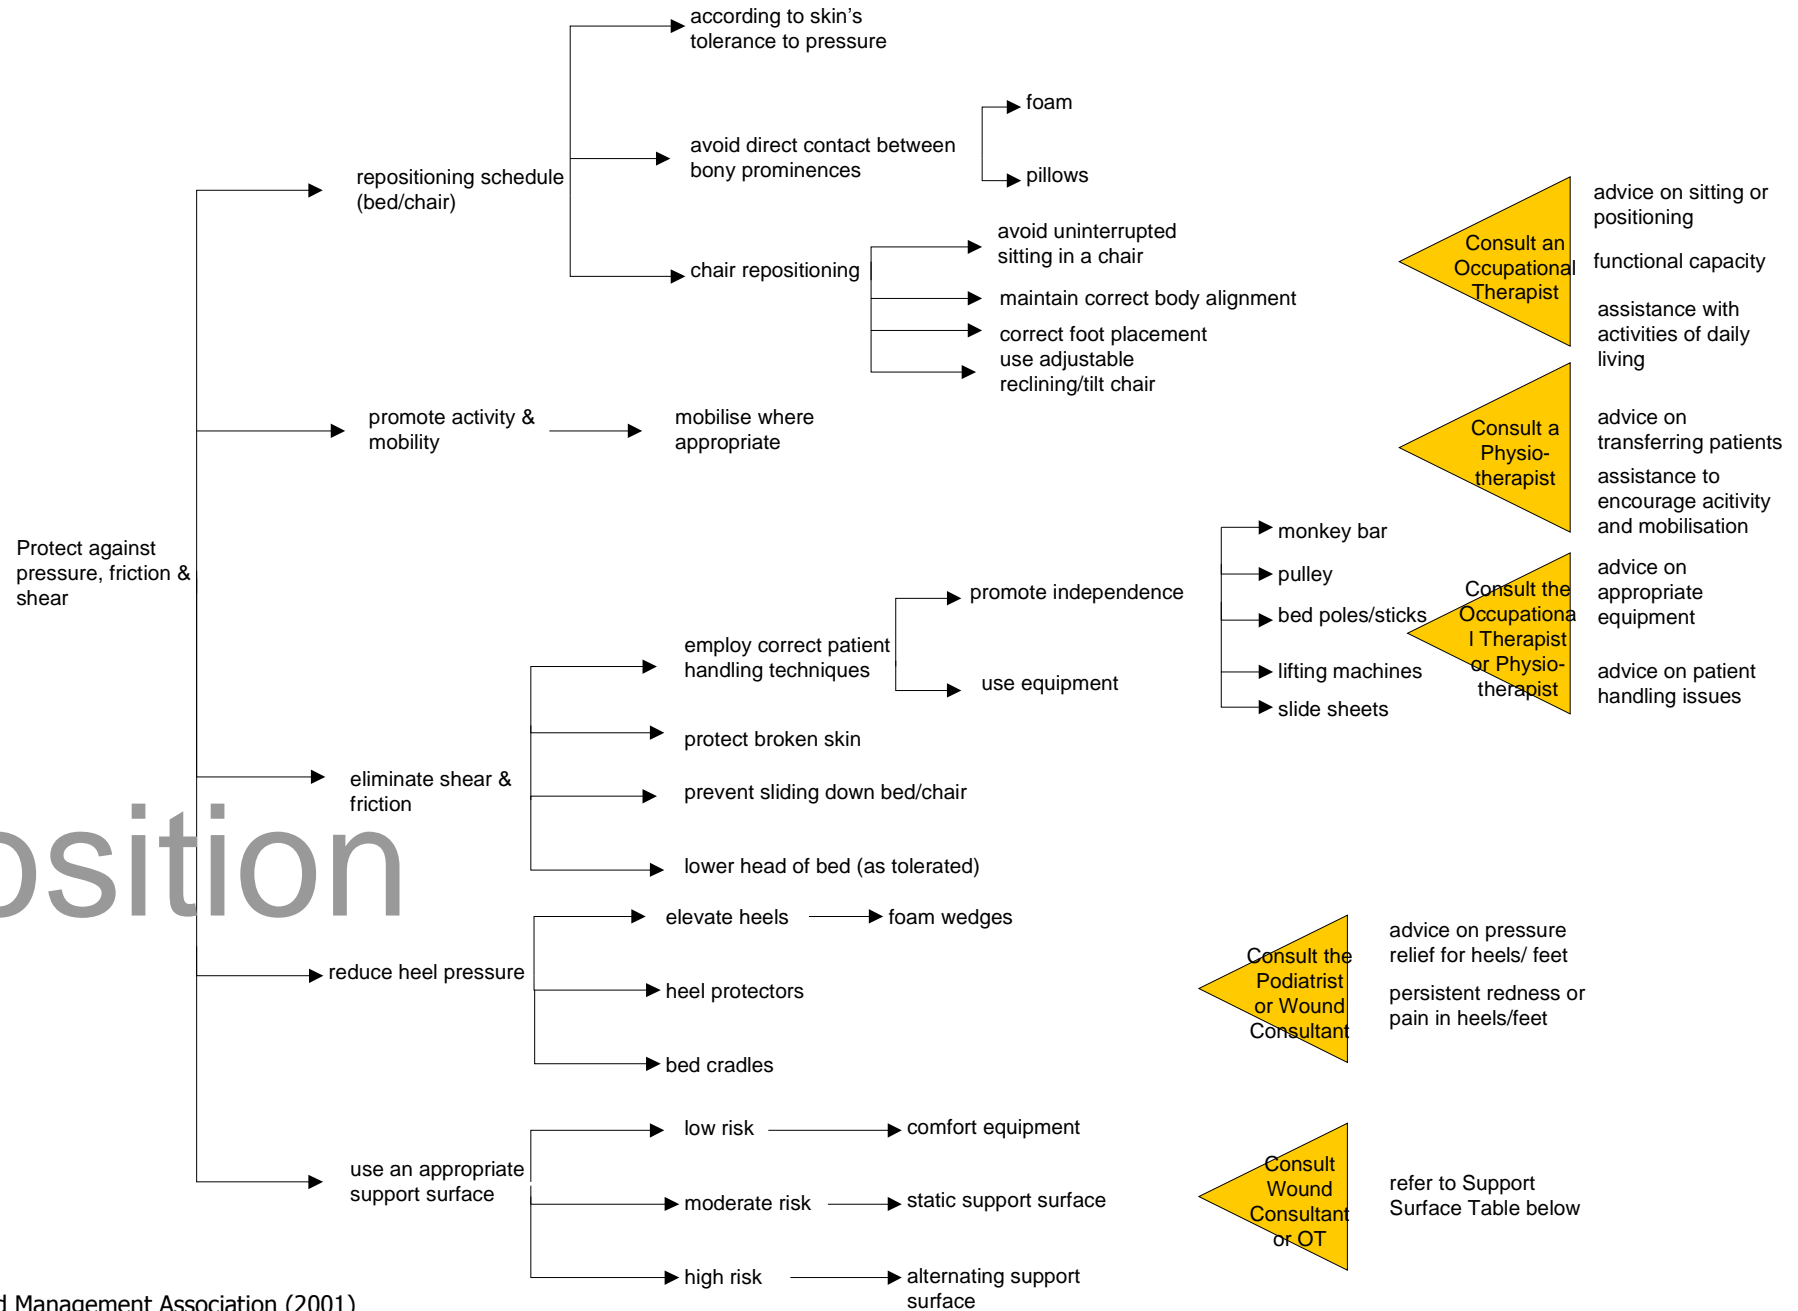 according to skin's
tolerance to pressure
foam
avoid direct contact between
bony prominences
pillows
repositioning schedule
(bed/chair)
avoid uninterrupted
sitting in a chair
chair repositioning
maintain correct body alignment
correct foot placement
use adjustable
reclining/tilt chair
Consult an
Occupational
Therapist
advice on sitting or
positioning
functional capacity
assistance with
activities of daily
living
promote activity &
mobility
mobilise where
appropriate
Consult a
Physio-
therapist
advice on
transferring patients
assistance to
encourage acitivity
and mobilisation
Protect against
pressure, friction &
shear
employ correct patient
handling techniques
promote independence
use equipment
monkey bar
pulley
bed poles/sticks
lifting machines
slide sheets
Consult the
Occupationa
l Therapist
or Physio-
therapist
advice on
appropriate
equipment
advice on patient
handling issues
protect broken skin
eliminate shear &
friction
prevent sliding down bed/chair
lower head of bed (as tolerated)
osition
elevate heels
foam wedges
reduce heel pressure
heel protectors
bed cradles
Consult the
Podiatrist
or Wound
Consultant
advice on pressure
relief for heels/ feet
persistent redness or
pain in heels/feet
low risk
comfort equipment
use an appropriate
support surface
moderate risk
static support surface
high risk
alternating support
surface
Consult
Wound
Consultant
or OT
refer to Support
Surface Table below
d Management Association (2001)